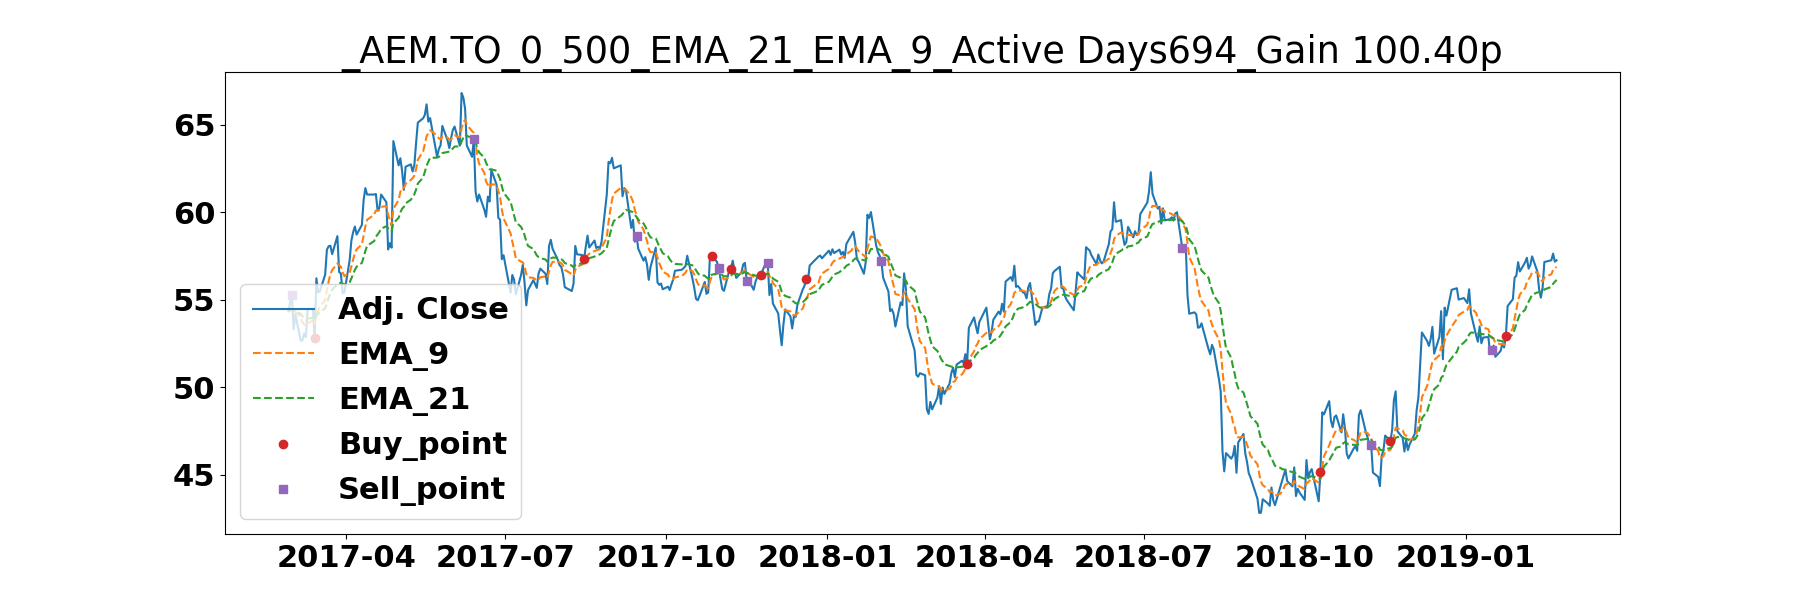 _AEM.TO_0_500_EMA_21_EMA_9_Active Days694_Gain 100.40p
65
60
55
50
45
Adj. Close
EMA_9
EMA_21
Buy_point
Sell_point
2017-04 2017-07 2017-10 2018-01 2018-04 2018-07 2018-10 2019-01